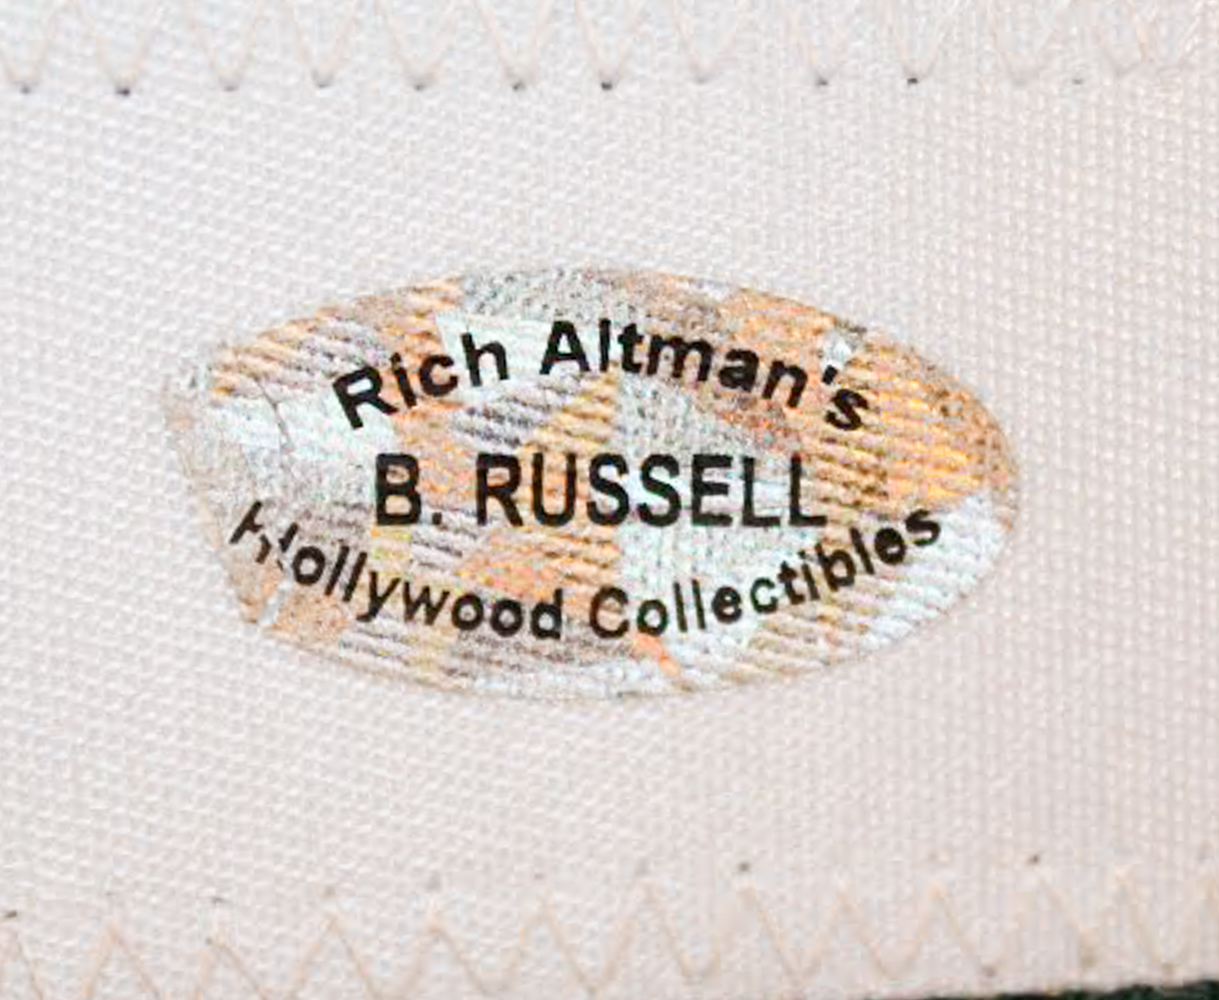 Rich Altman's
B. RUSSELL
Hollywood Collectibles